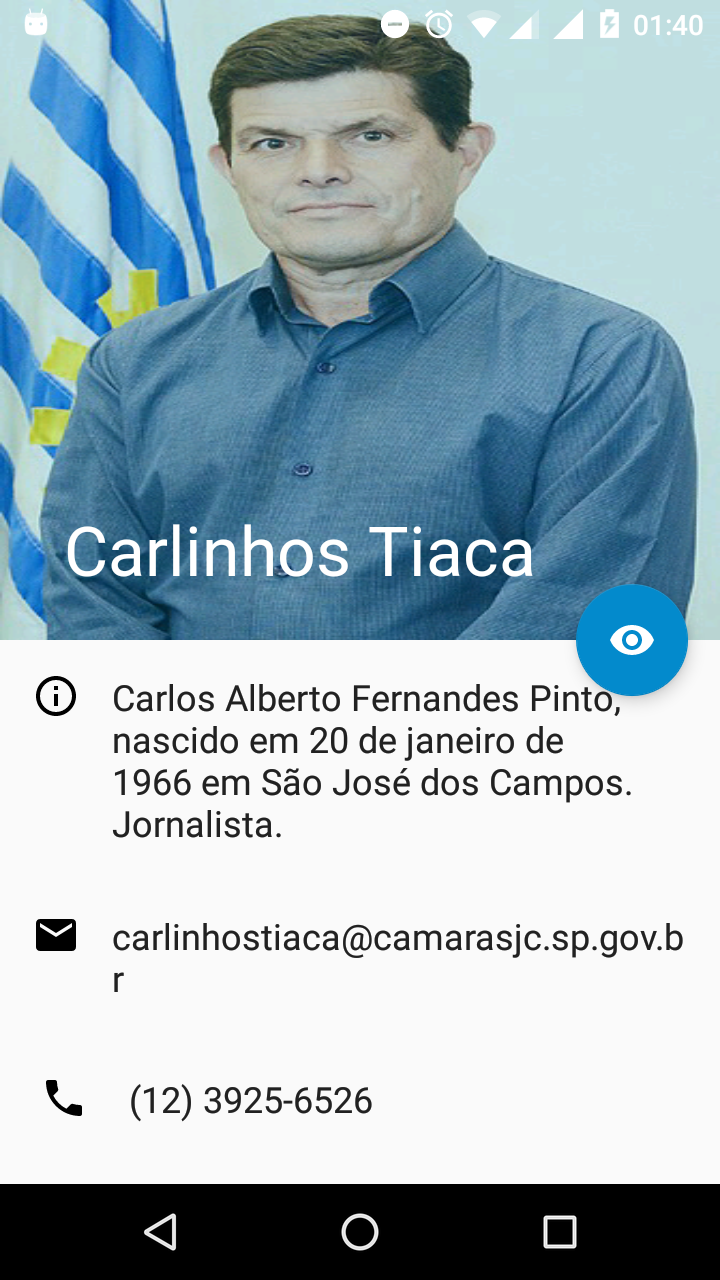 01:40
Carlinhos Tiaca
Carlos Alberto Fernandes Pinto,
nascido em 20 de janeiro de
1966 em São José dos Campos.
Jornalista.
carlinhostiaca@camarasjc.sp.gov.b
r
(12) 3925-6526